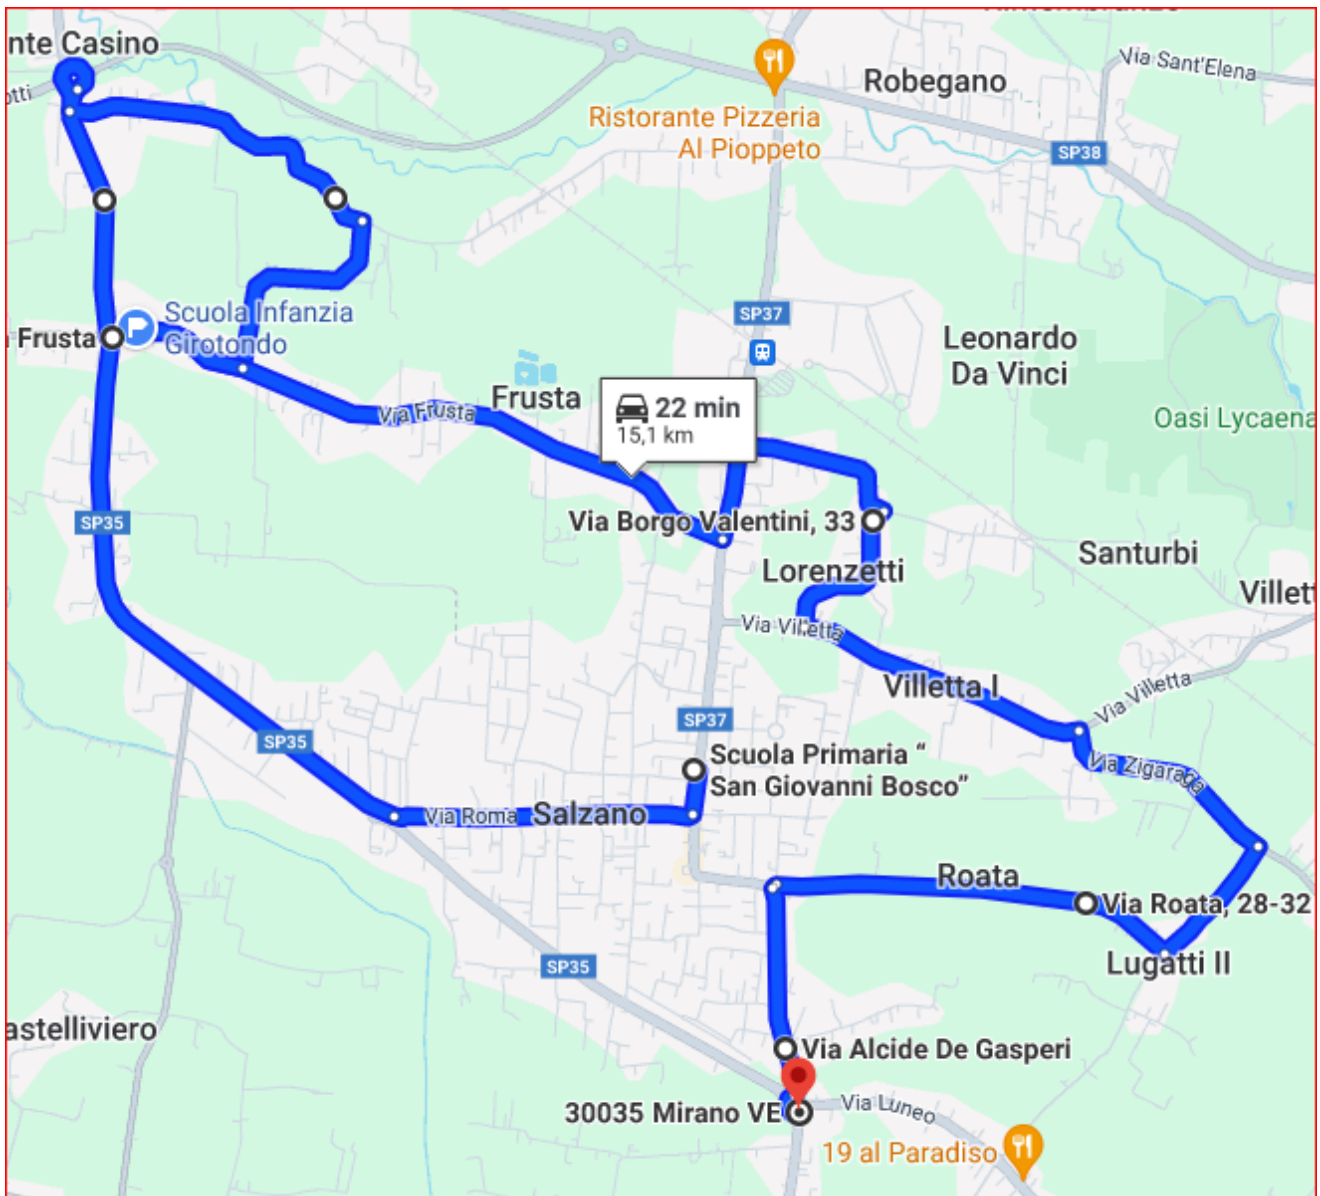 nte Casino
otti
Via Sant'Elena
Robegano
Ristorante Pizzeria
Al Pioppeto
SP38
Scuola Infanzia
Girotondo
Frusta
SP37
Leonardo
Da Vinci
Frusta
Via Frusta
22 min
15,1 km
Oasi Lycaena
SP35
Via Borgo Valentini, 33
Lorenzetti
Santurbi
Villet
Via Villetta
Villetta I
Via Villetta
SP37
SP35
Scuola Primaria “
San Giovanni Bosco”
Via Zigaraga
Via Roma
Salzano
Roata
Via Roata, 28-32
Lugatti II
SP35
astelliviero
Via Alcide De Gasperi
30035 Mirano VE
Via Luneo
19 al Paradiso